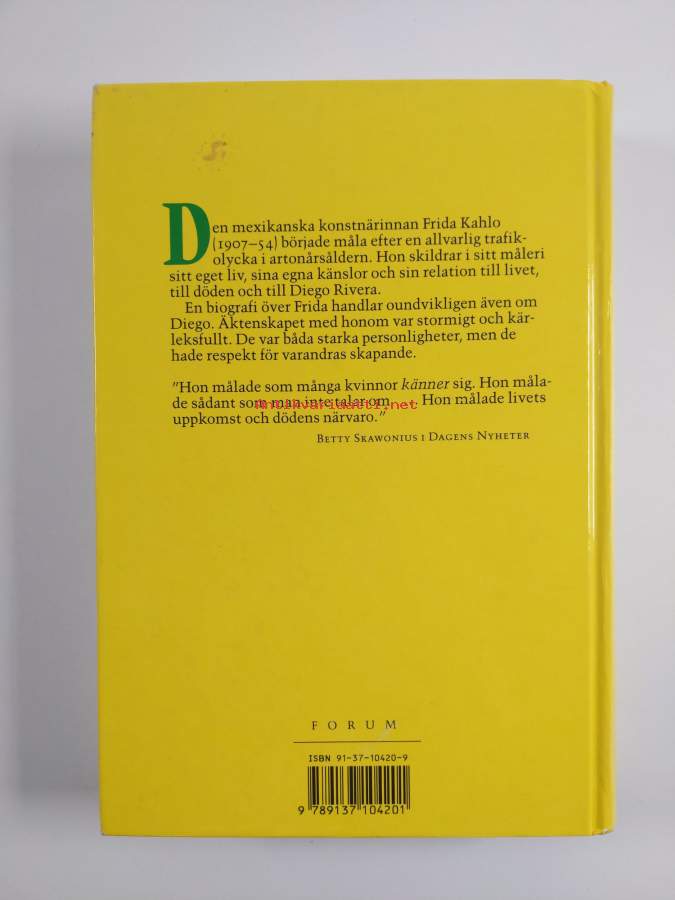 Den mexikanska konstnärinnan Frida Kahlo
(1907–54) började måla efter en allvarlig trafik-
olycka i artonårsåldern. Hon skildrar i sitt måleri
sitt eget liv, sina egna känslor och sin relation till livet,
till döden och till Diego Rivera.
En biografi över Frida handlar oundvikligen även om
Diego. Äktenskapet med honom var stormigt och kär-
leksfullt. De var båda starka personligheter, men de
hade respekt för varandras skapande.
"Hon målade som många kvinnor känner sig. Hon måla-
de sådant som man inte talar om ... Hon målade livets
Antikvariaatti.net
uppkomst och dödens närvaro."
BETTY SKAWONIUS I DAGENS NYHETER
FORUM
ISBN 91-37-10420-9
9 789137 104201